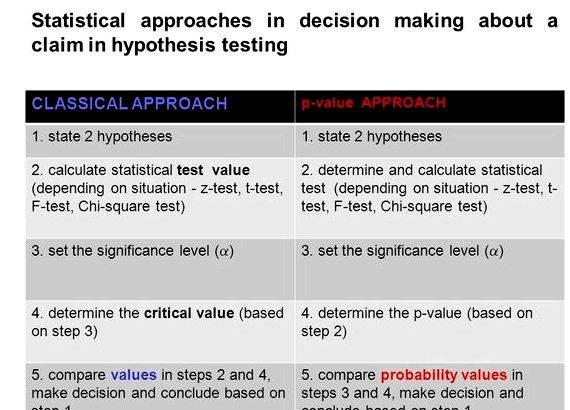 Statistical approaches in decision making about a
claim in hypothesis testing
CLASSICAL APPROACH
p-value APPROACH
1. state 2 hypotheses
1. state 2 hypotheses
2. calculate statistical test value
(depending on situation - z-test, t-test,
F-test, Chi-square test)
2. determine and calculate statistical
test (depending on situation - z-test, t-
test, F-test, Chi-square test)
3. set the significance level (α)
3. set the significance level (α)
4. determine the critical value (based
on step 3)
4. determine the p-value (based on
step 2)
5. compare values in steps 2 and 4,
make decision and conclude based on
step 1
5. compare probability values in
steps 3 and 4, make decision and
conclude based on step 1